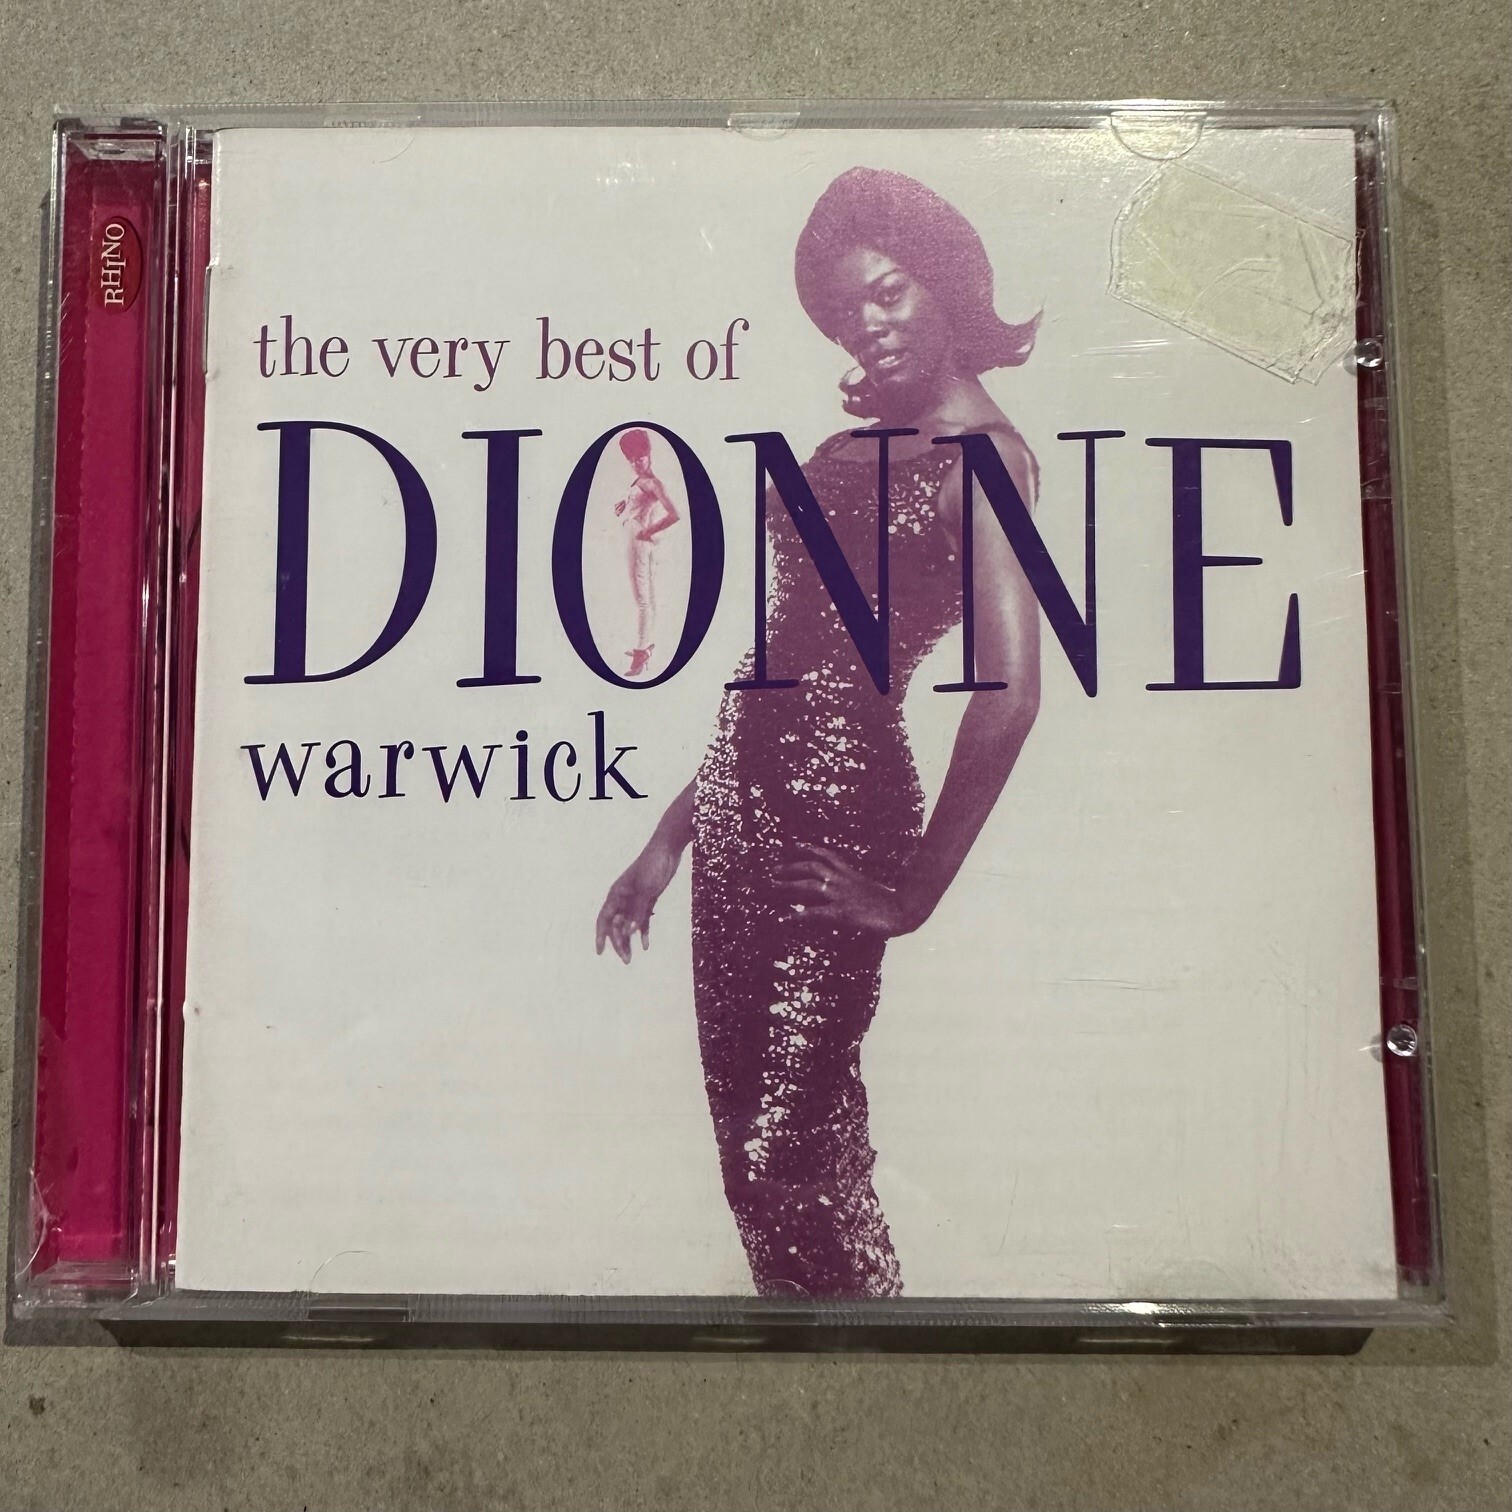 RHINO
the very best of
DIONNE
warwick